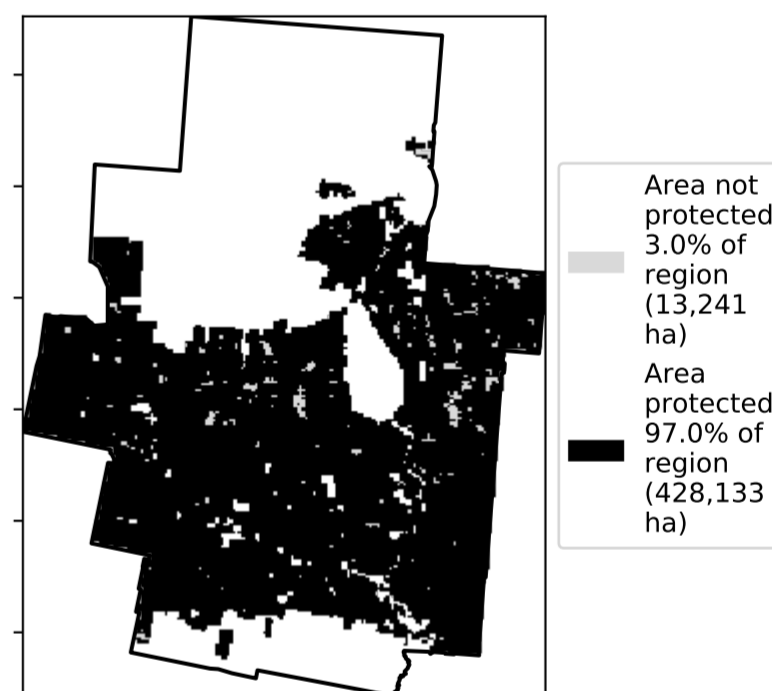 Area not
protected
3.0% of
region
(13,241
ha)
Area
protected
97.0% of
region
(428,133
ha)